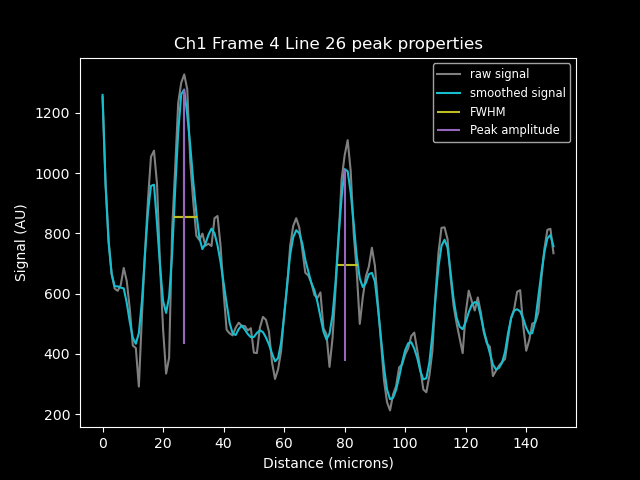 Ch1 Frame 4 Line 26 peak properties
raw signal
smoothed signal
FWHM
Peak amplitude
1200
1000
800
600
400
200
Signal (AU)
0 20 40 60 80 100 120 140
Distance (microns)